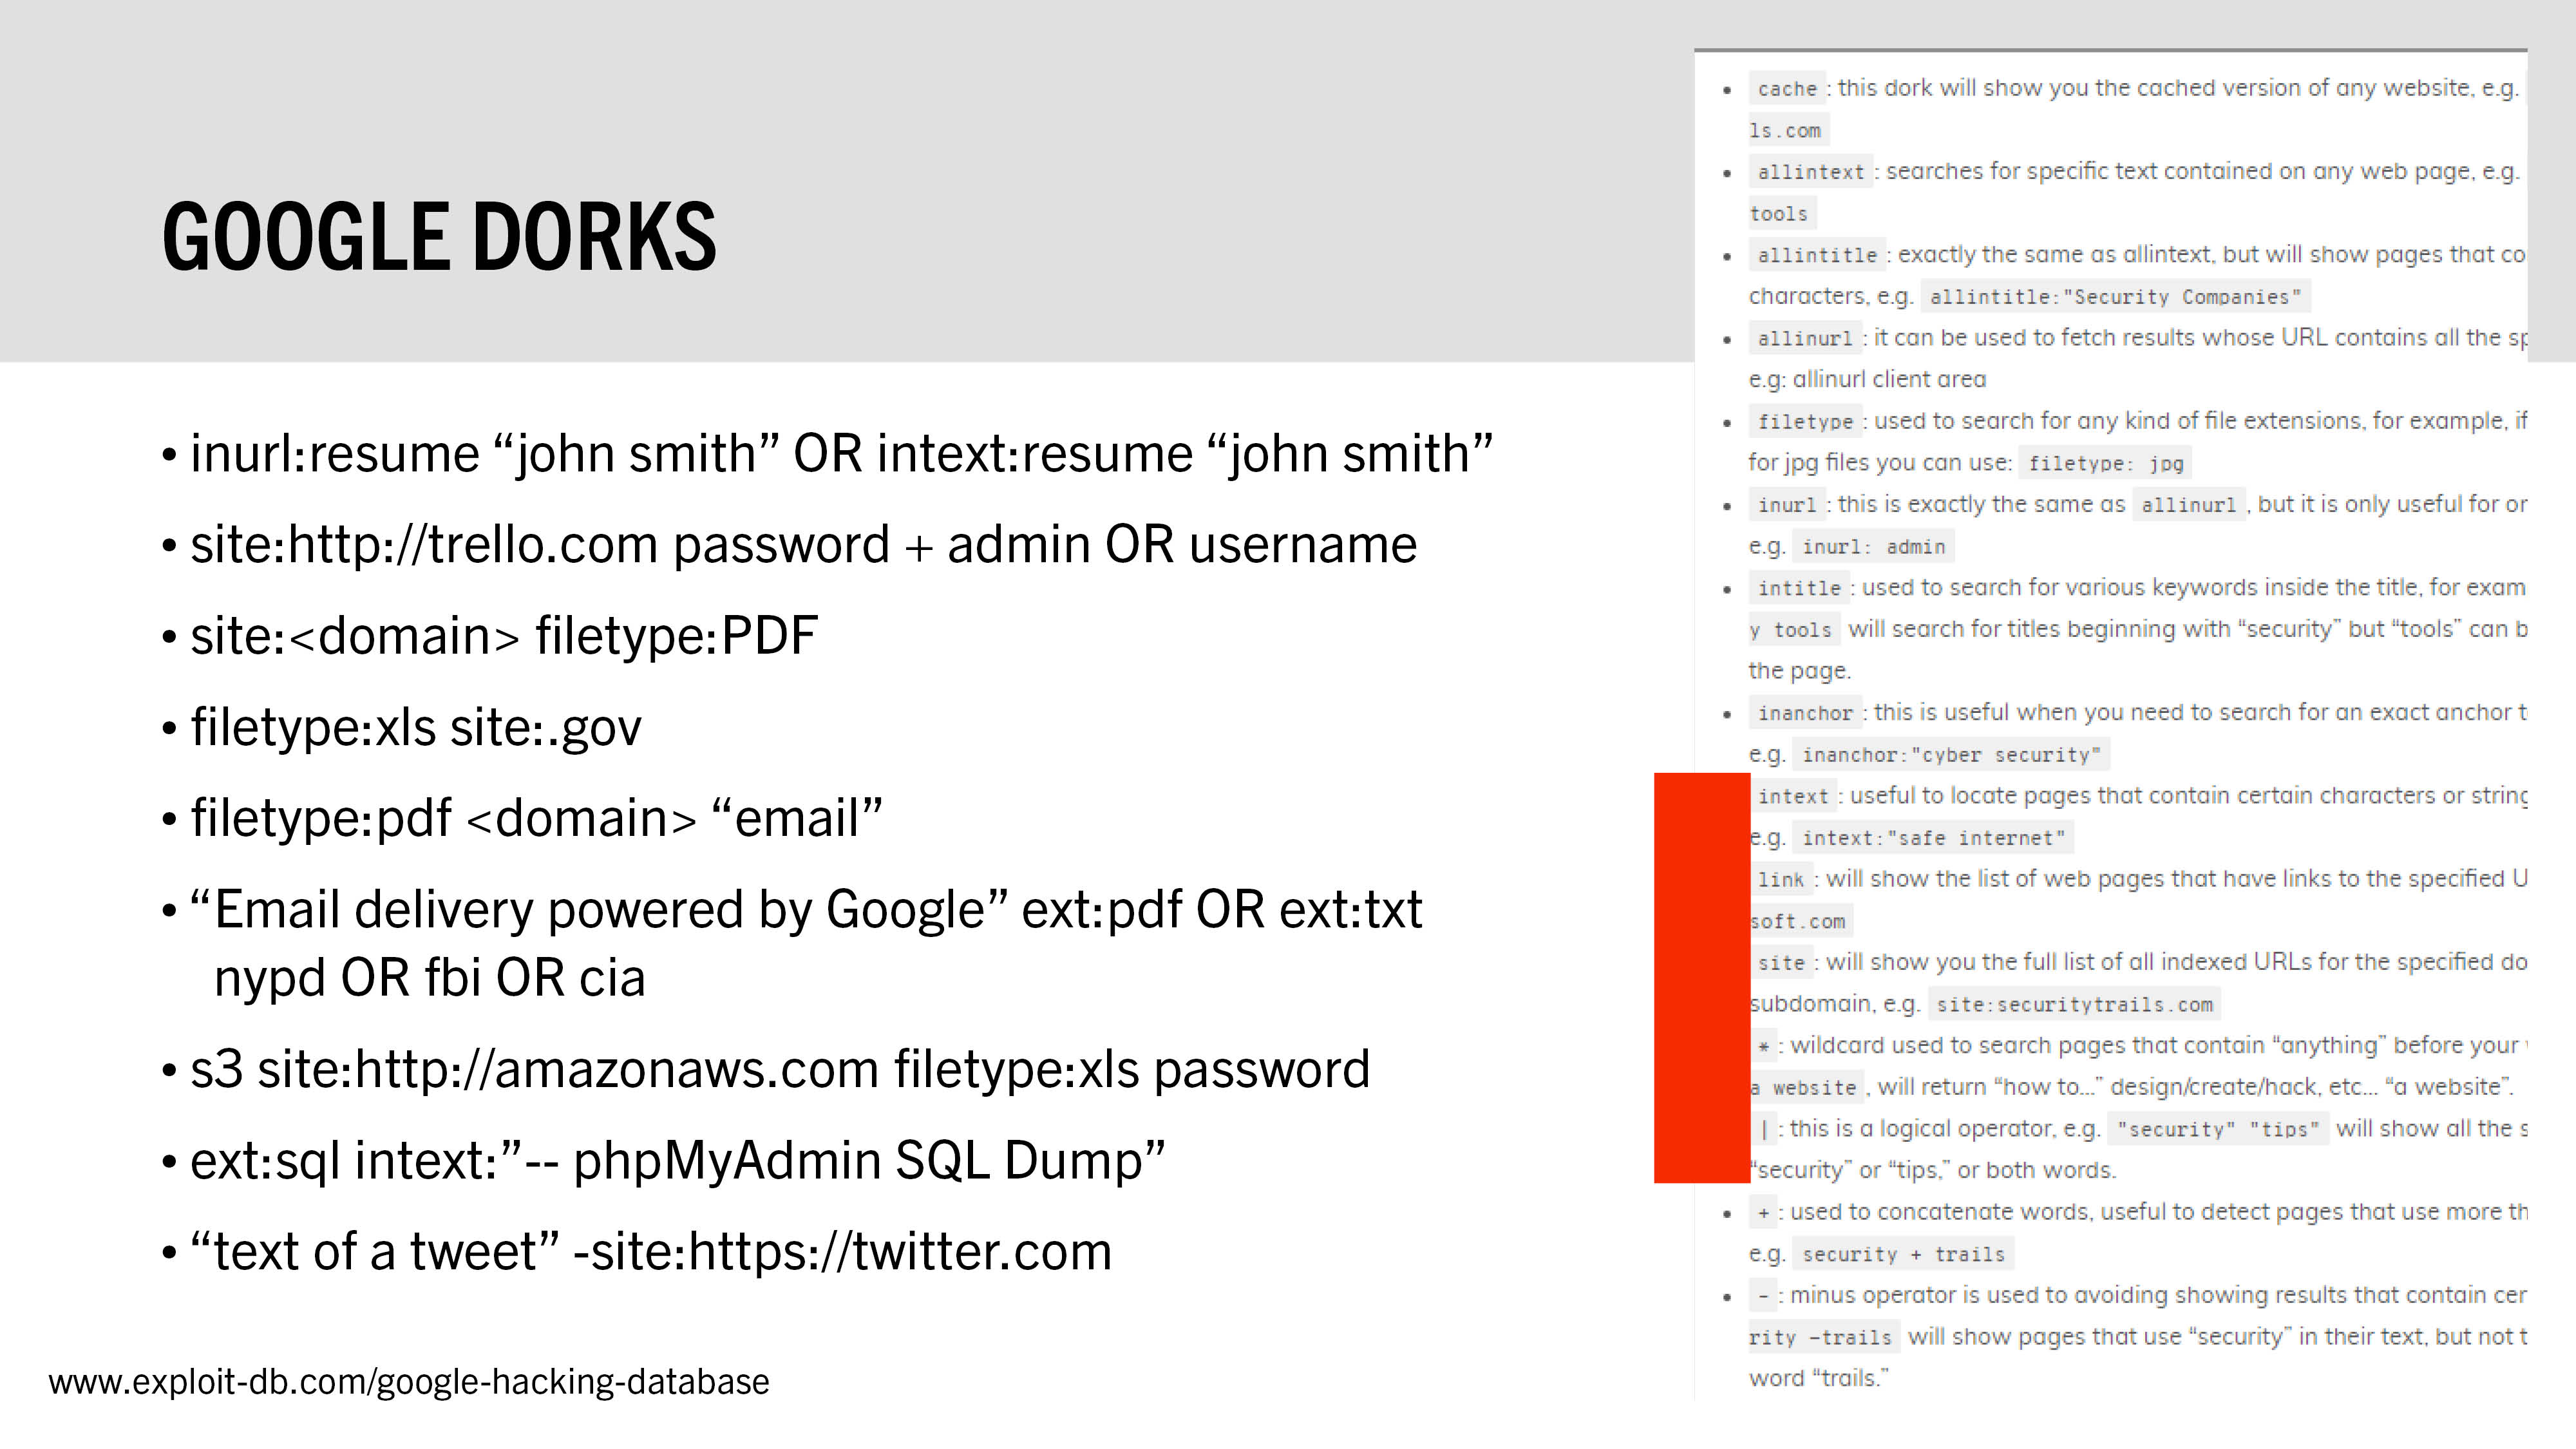 GOOGLE DORKS
• inurl:resume “john smith” OR intext:resume “john smith”
• site:http://trello.com password + admin OR username
• site:<domain> filetype:PDF
• filetype:xls site:.gov
• filetype:pdf <domain> “email”
• “Email delivery powered by Google” ext:pdf OR ext:txt
nypd OR fbi OR cia
• s3 site:http://amazonaws.com filetype:xls password
• ext:sql intext:”-- phpMyAdmin SQL Dump”
• “text of a tweet” -site:https://twitter.com
www.exploit-db.com/google-hacking-database
• cache : this dork will show you the cached version of any website, e.g.
ls.com
• allintext : searches for specific text contained on any web page, e.g.
tools
• allintitle : exactly the same as allintext, but will show pages that co
characters, e.g. allintitle:"Security Companies"
• allinurl : it can be used to fetch results whose URL contains all the sp
e.g: allinurl client area
• filetype : used to search for any kind of file extensions, for example, if
for jpg files you can use: filetype: jpg
• inurl : this is exactly the same as allinurl , but it is only useful for or
e.g. inurl: admin
• intitle : used to search for various keywords inside the title, for exam
y tools will search for titles beginning with “security” but “tools” can b
the page.
• inanchor : this is useful when you need to search for an exact anchor t
e.g. inanchor:"cyber security"
intext : useful to locate pages that contain certain characters or string
e.g. intext:"safe internet"
link : will show the list of web pages that have links to the specified U
soft.com
site : will show you the full list of all indexed URLs for the specified do
subdomain, e.g. site:securitytrails.com
* : wildcard used to search pages that contain “anything” before your
a website , will return “how to...” design/create/hack, etc... “a website”.
| : this is a logical operator, e.g. "security" "tips" will show all the s
“security” or “tips,” or both words.
• + : used to concatenate words, useful to detect pages that use more th
e.g. security + trails
• - : minus operator is used to avoiding showing results that contain cer
rity -trails will show pages that use “security” in their text, but not t
word “trails.”